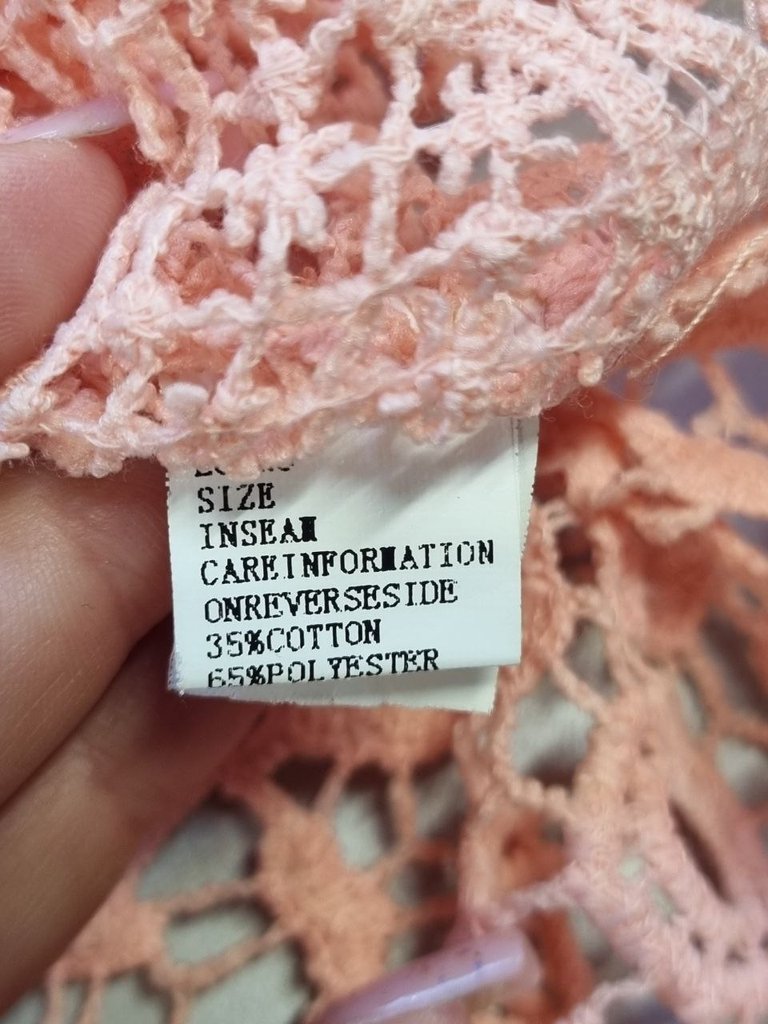 SIZE
INSEAM
CAREINFORMATION
ONREVERSESIDE
35%COTTON
65%POLYESTER